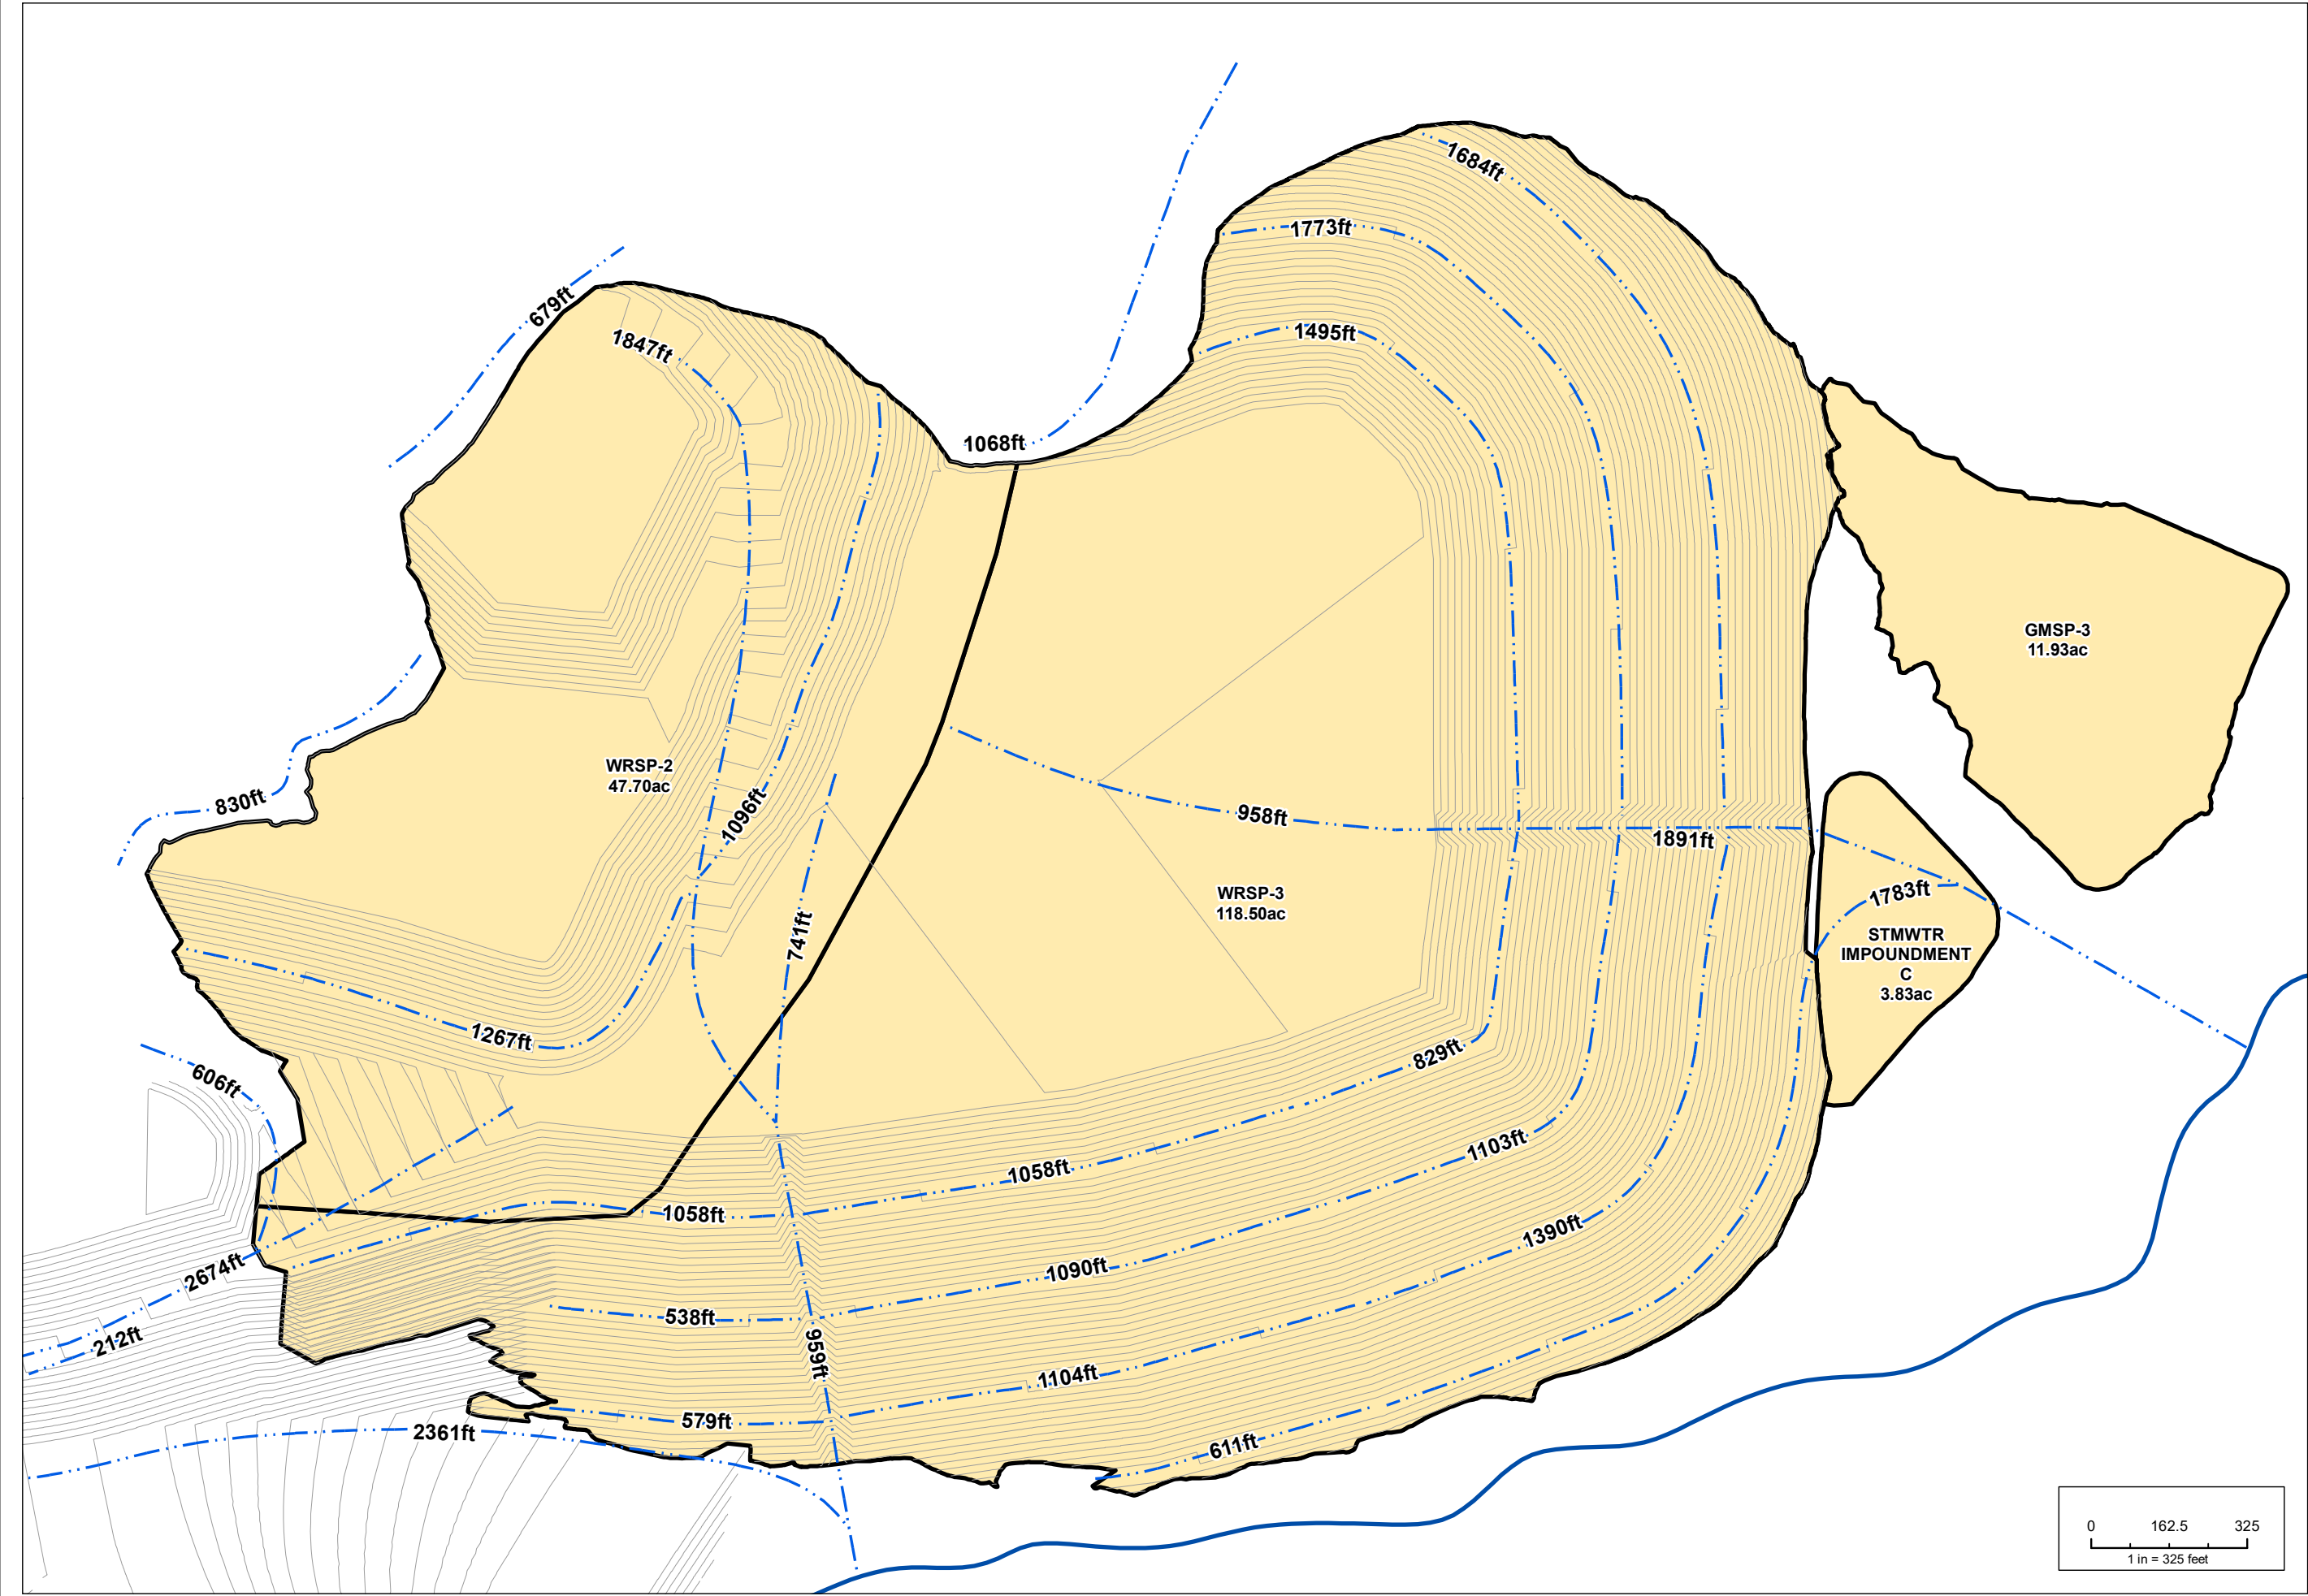 1684ft
1773ft
679ft
1495ft
1847ft
1068ft
GMSP-3
11.93ac
WRSP-2
47.70ac
830ft
1096ft
958ft
1891ft
WRSP-3
118.50ac
1783ft
741ft
STMWTR
IMPOUNDMENT
C
3.83ac
1267ft
829ft
606ft
1103ft
1058ft
1058ft
1390ft
2674ft
1090ft
538ft
212ft
959ft
1104ft
579ft
2361ft
611ft
0 162.5 325
1 in = 325 feet